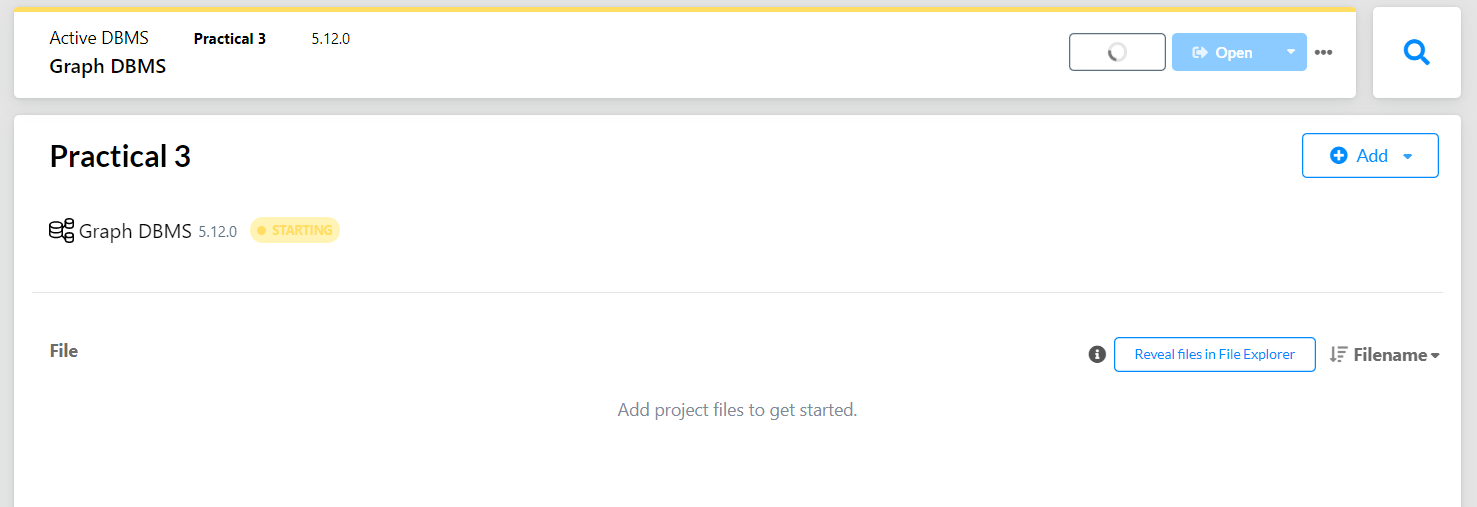 Active DBMS Practical 3 5.12.0
Graph DBMS
Open
Practical 3
Add
Graph DBMS 5.12.0 STARTING
File
Reveal files in File Explorer
Filename
Add project files to get started.